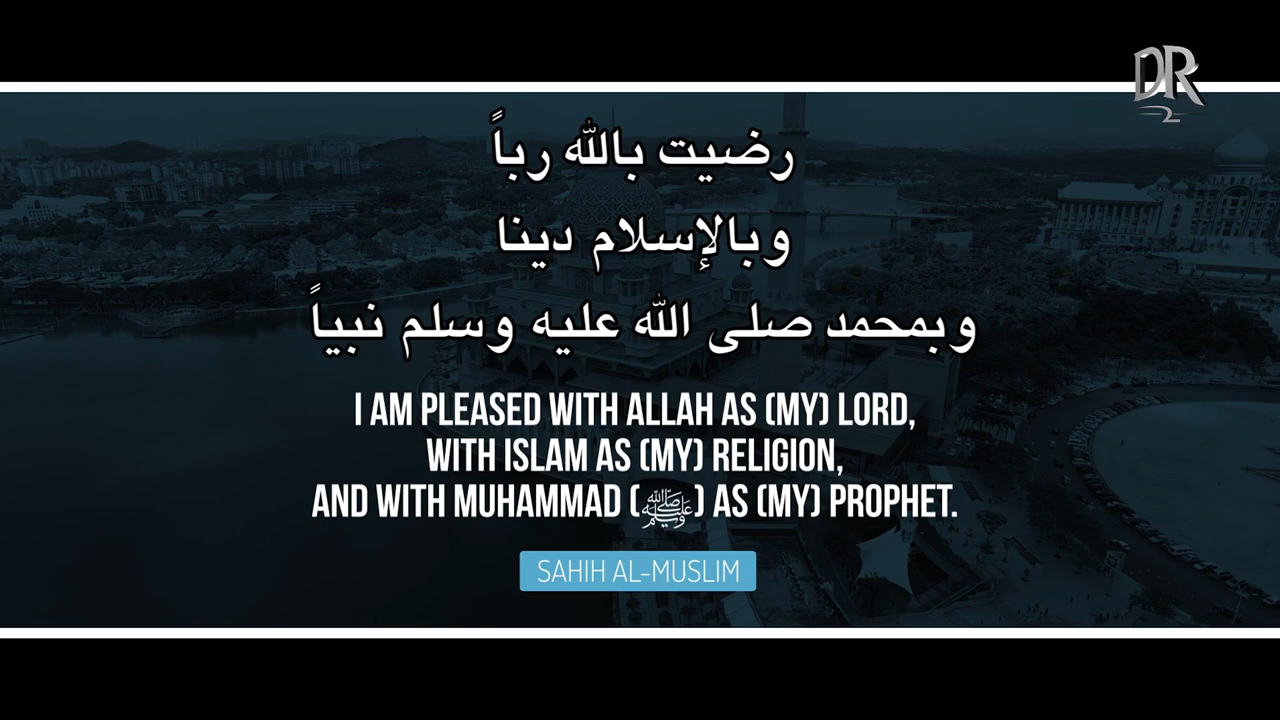 DR
2
رضيت بالله رباً
وبالإسلام دينا
وبمحمد صلى الله عليه وسلم نبياً
I AM PLEASED WITH ALLAH AS (MY) LORD,
WITH ISLAM AS (MY) RELIGION,
AND WITH MUHAMMAD (ﷺ) AS (MY) PROPHET.
SAHIH AL-MUSLIM